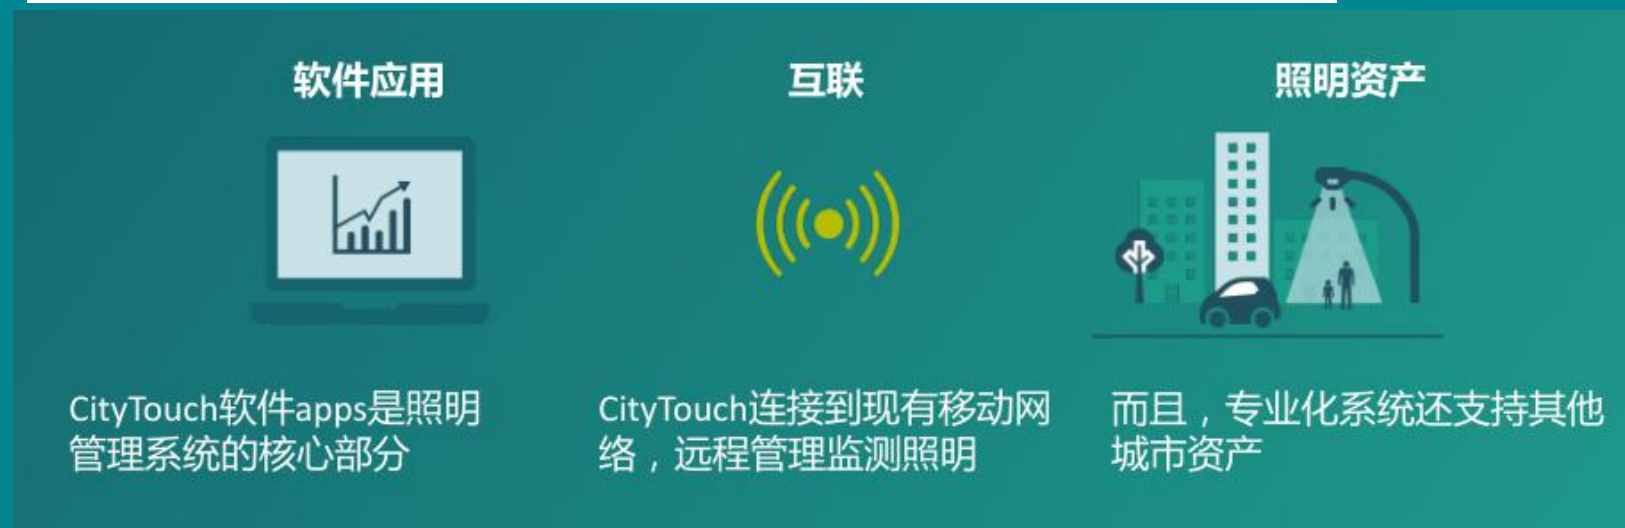 软件应用
互联
照明资产
CityTouch软件apps是照明
管理系统的核心部分
CityTouch连接到现有移动网
络，远程管理监测照明
而且，专业化系统还支持其他
城市资产